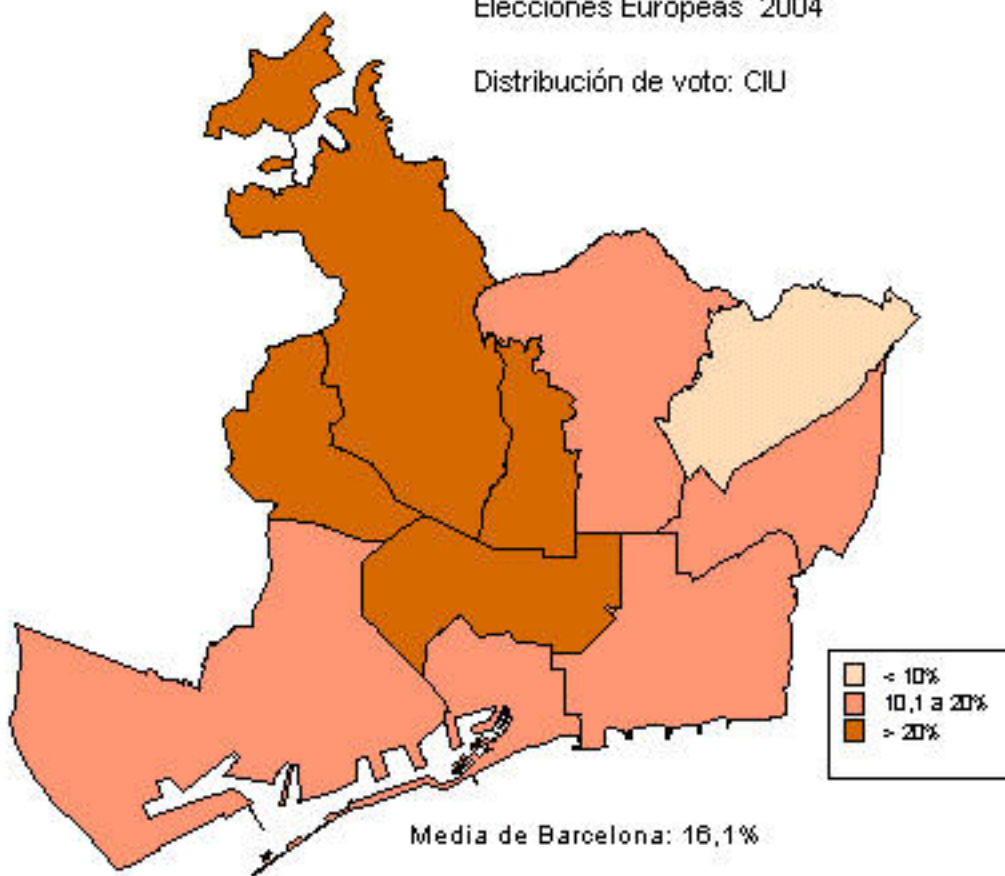 Elecciones Europeas 2004
Distribución de voto: CIU
< 10%
10,1 a 20%
> 20%
Media de Barcelona: 16,1%